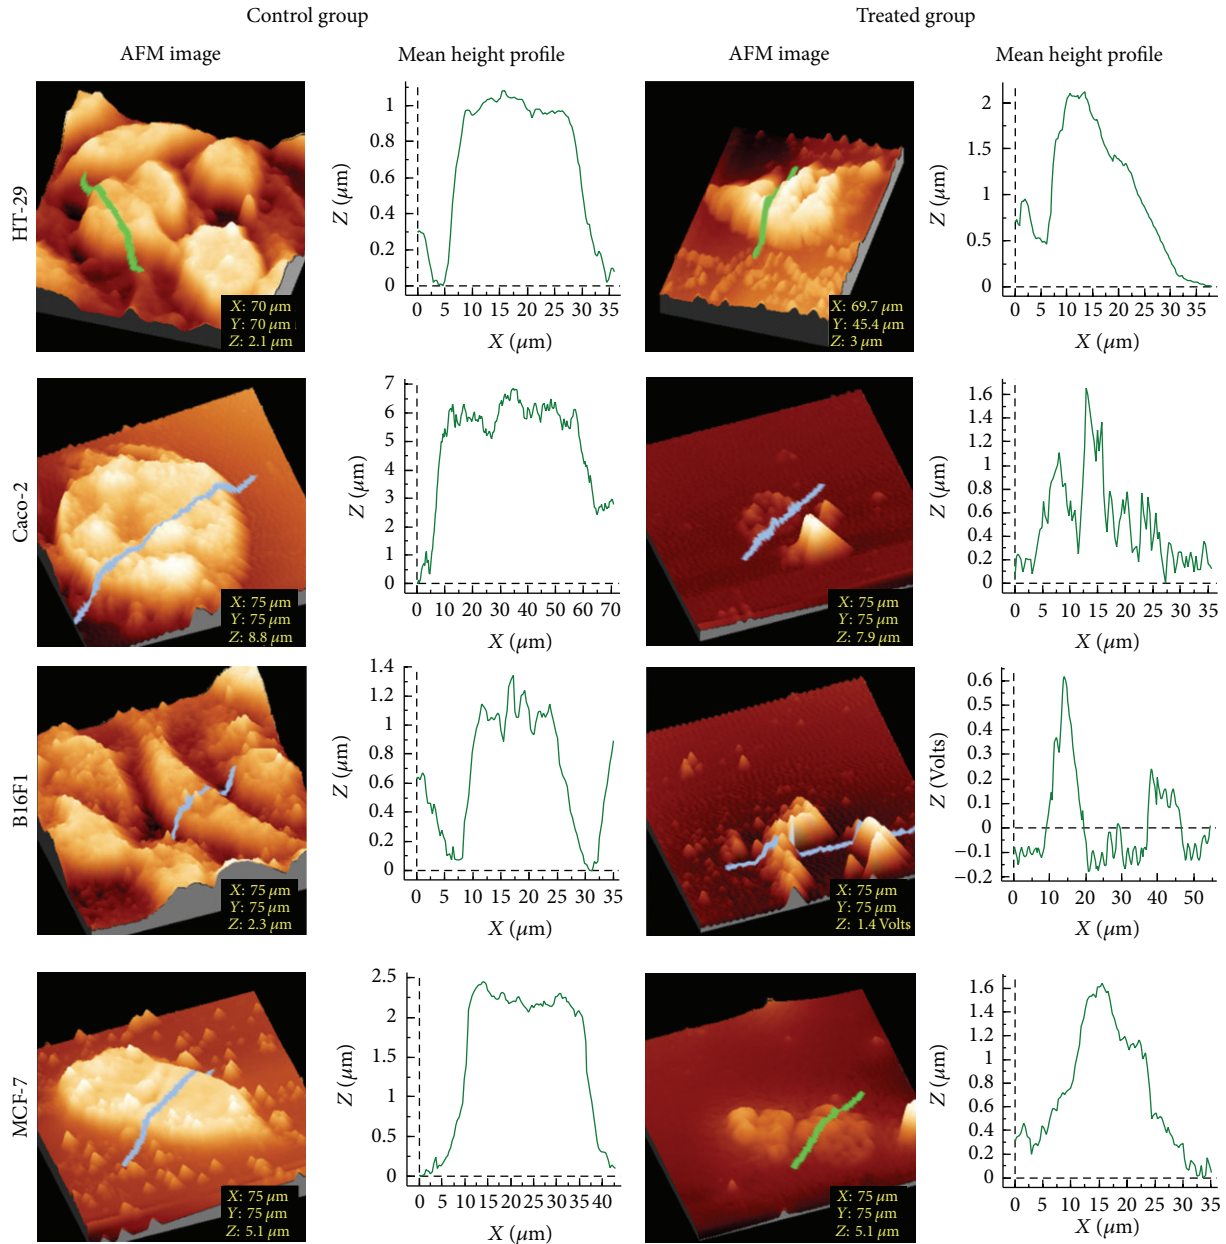 Control group
Treated group
AFM image
Mean height profile
AFM image
Mean height profile
HT-29
X: 70 μm
Y: 70 μm
Z: 2.1 μm
Z (μm)
1
0.8
0.6
0.4
0.2
0
0 5 10 15 20 25 30 35
X (μm)
X: 69.7 μm
Y: 45.4 μm
Z: 3 μm
Z (μm)
2
1.5
1
0.5
0
0 5 10 15 20 25 30 35
X (μm)
Caco-2
X: 75 μm
Y: 75 μm
Z: 8.8 μm
Z (μm)
7
6
5
4
3
2
1
0
0 10 20 30 40 50 60 70
X (μm)
X: 75 μm
Y: 75 μm
Z: 7.9 μm
Z (μm)
1.6
1.4
1.2
1
0.8
0.6
0.4
0.2
0
0 5 10 15 20 25 30 35
X (μm)
B16F1
X: 75 μm
Y: 75 μm
Z: 2.3 μm
Z (μm)
1.4
1.2
1
0.8
0.6
0.4
0.2
0
0 5 10 15 20 25 30 35
X (μm)
X: 75 μm
Y: 75 μm
Z: 1.4 Volts
Z (Volts)
0.6
0.5
0.4
0.3
0.2
0.1
0
−0.1
−0.2
0 10 20 30 40 50
X (μm)
MCF-7
X: 75 μm
Y: 75 μm
Z: 5.1 μm
Z (μm)
2.5
2
1.5
1
0.5
0
0 5 10 15 20 25 30 35 40
X (μm)
X: 75 μm
Y: 75 μm
Z: 5.1 μm
Z (μm)
1.6
1.4
1.2
1
0.8
0.6
0.4
0.2
0
0 5 10 15 20 25 30 35
X (μm)